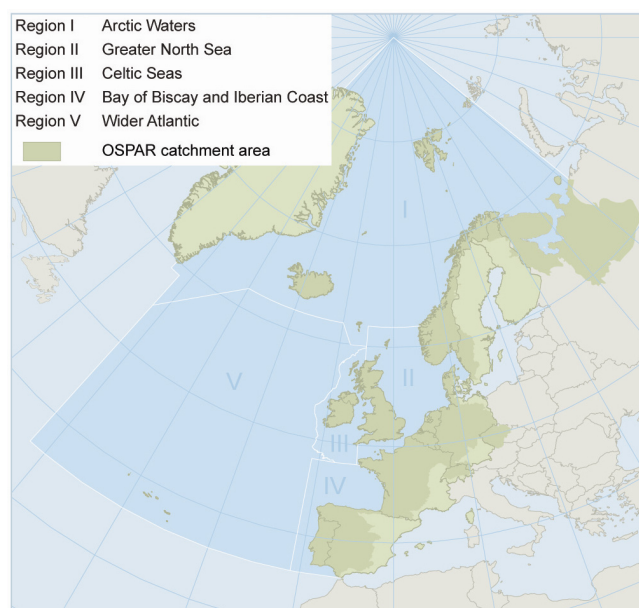 Region I Arctic Waters
Region II Greater North Sea
Region III Celtic Seas
Region IV Bay of Biscay and Iberian Coast
Region V Wider Atlantic
OSPAR catchment area
I
II
V
III
IV